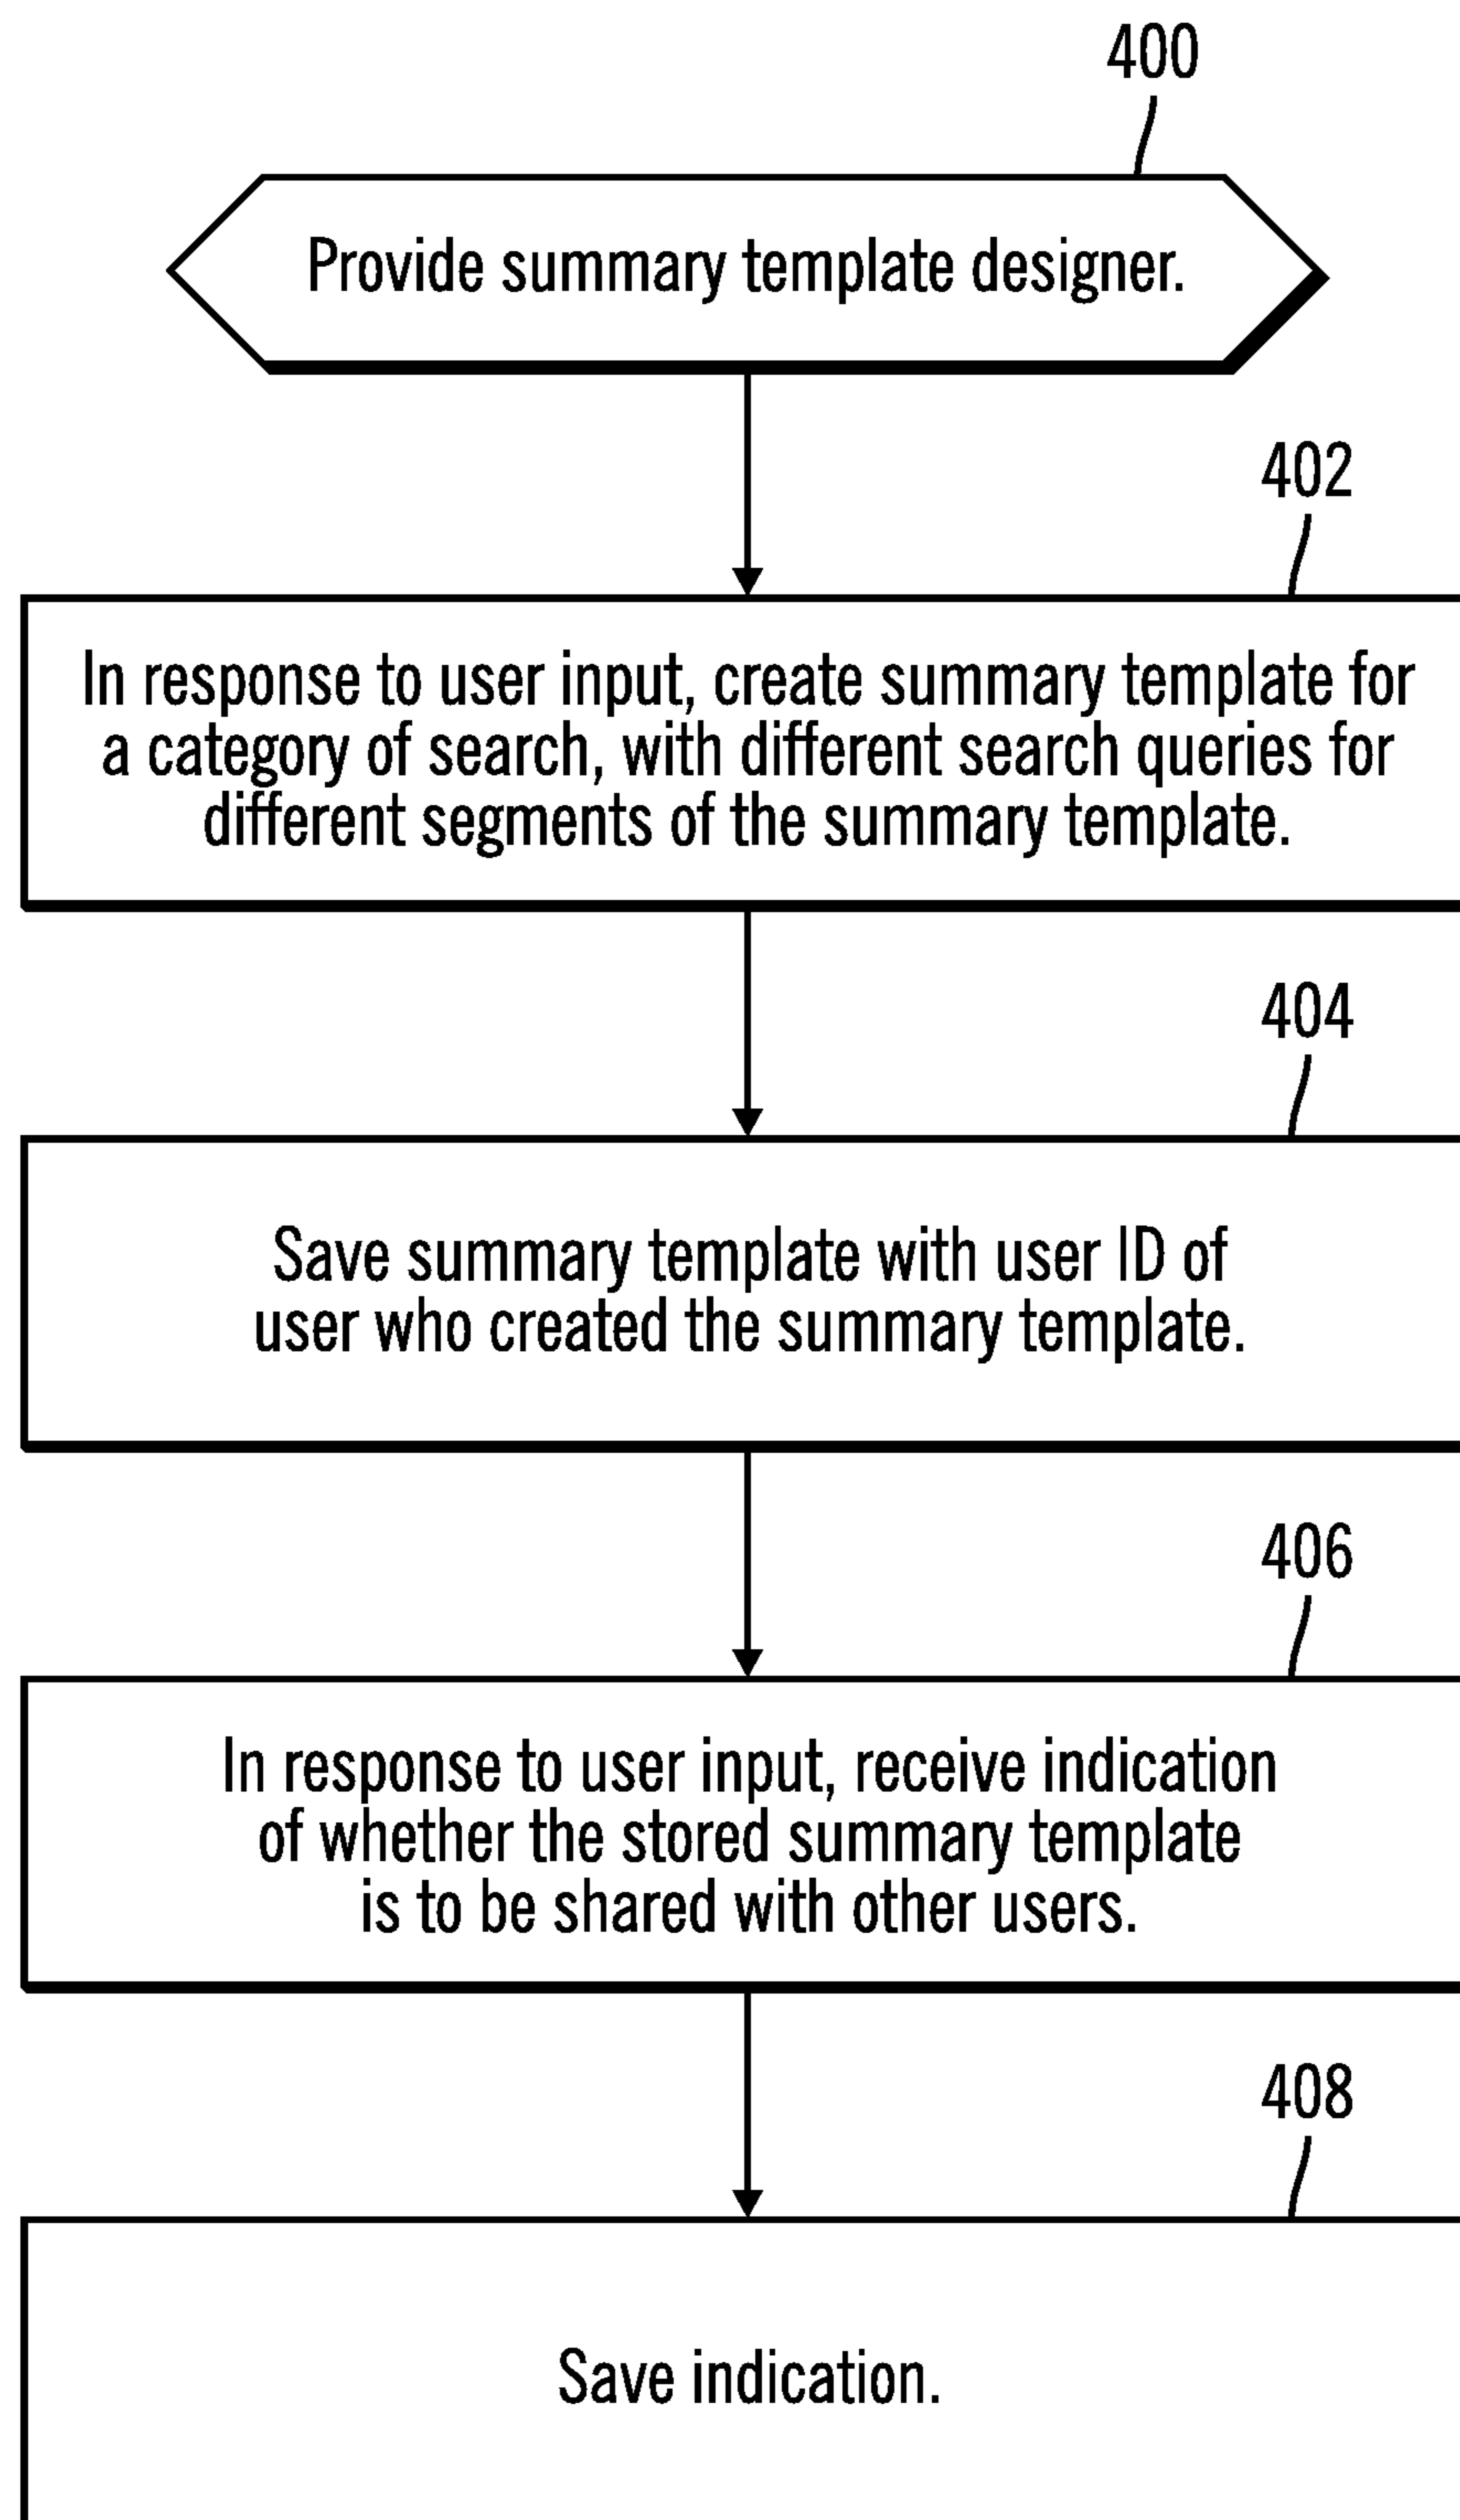 400
Provide summary template designer.
402
In response to user input, create summary template for
a category of search, with different search queries for
different segments of the summary template.
404
Save summary template with user ID of
user who created the summary template.
406
In response to user input, receive indication
of whether the stored summary template
is to be shared with other users.
408
Save indication.